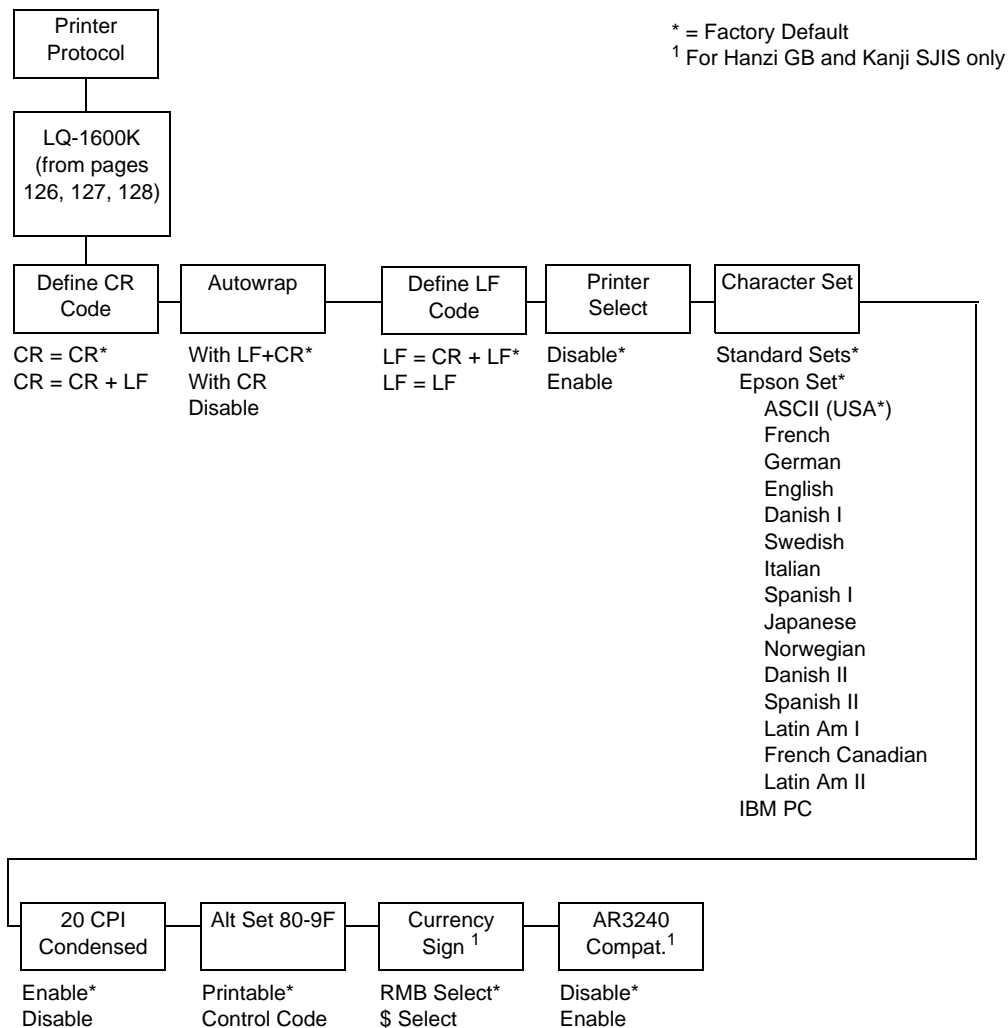 Printer
Protocol
* = Factory Default
1 For Hanzi GB and Kanji SJIS only
LQ-1600K
(from pages
126, 127, 128)
Define CR
Code
CR = CR*
CR = CR + LF
Autowrap
With LF+CR*
With CR
Disable
Define LF
Code
LF = CR + LF*
LF = LF
Printer
Select
Disable*
Enable
Character Set
Standard Sets*
Epson Set*
ASCII (USA*)
French
German
English
Danish I
Swedish
Italian
Spanish I
Japanese
Norwegian
Danish II
Spanish II
Latin Am I
French Canadian
Latin Am II
IBM PC
20 CPI
Condensed
Enable*
Disable
Alt Set 80-9F
Printable*
Control Code
Currency
Sign 1
RMB Select*
$ Select
AR3240
Compat.1
Disable*
Enable